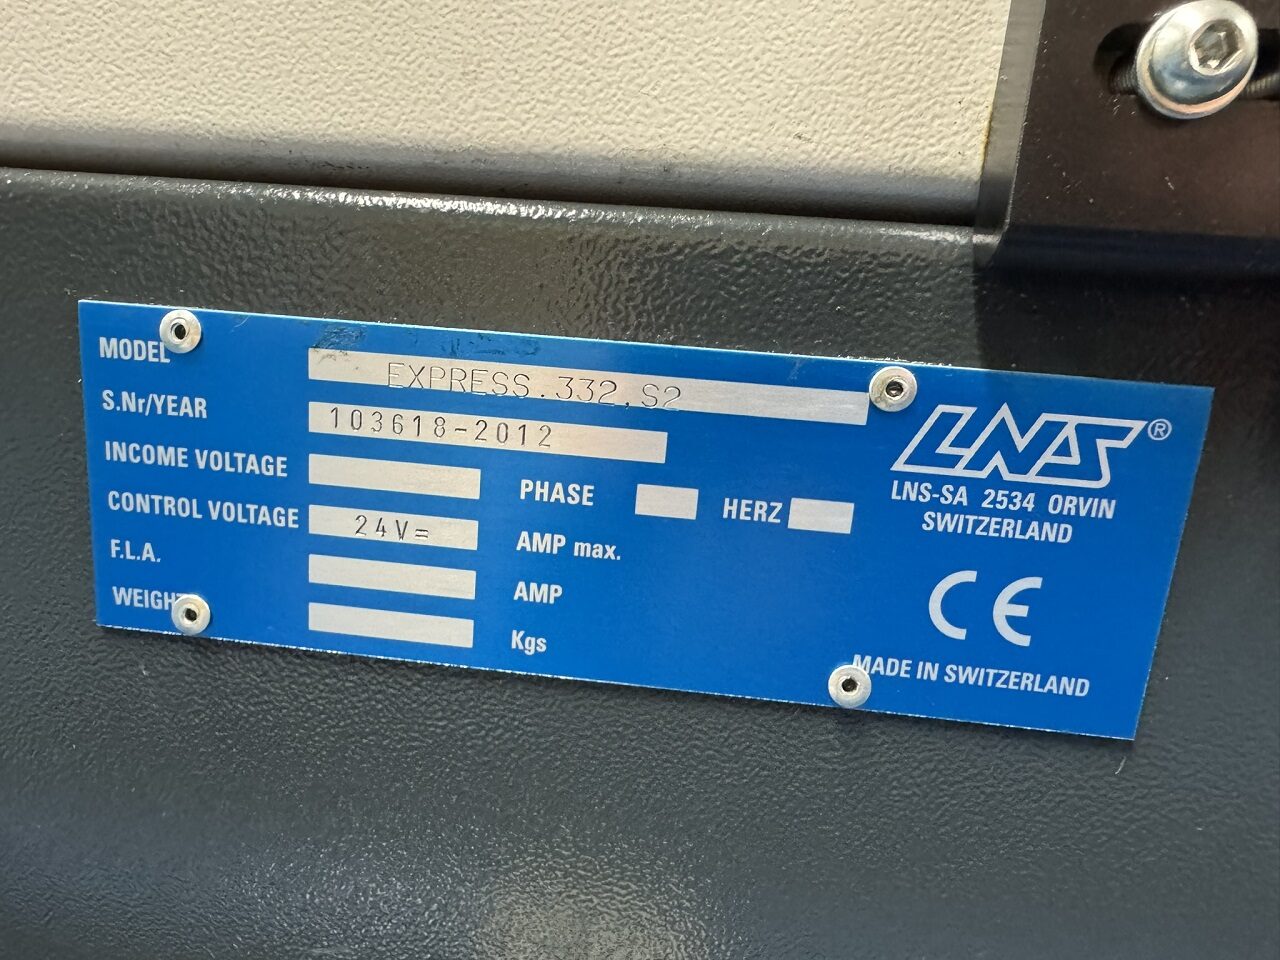 MODEL EXPRESS.332.S2
S.Nr/YEAR 103618-2012
INCOME VOLTAGE PHASE HERZ
CONTROL VOLTAGE 24V= AMP max.
F.L.A. AMP
WEIGHT Kgs
LNS®
LNS-SA 2534 ORVIN
SWITZERLAND
CE
MADE IN SWITZERLAND